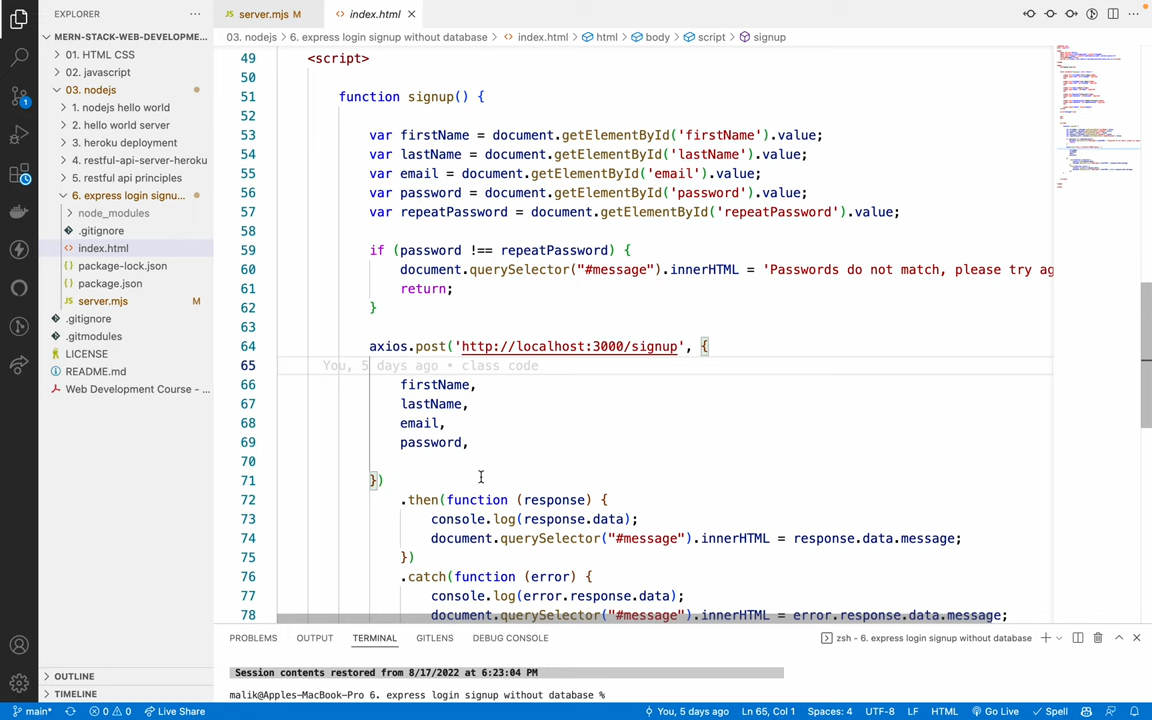 EXPLORER
MERN-STACK-WEB-DEVELOPME...
01. HTML CSS
02. javascript
03. nodejs
1. nodejs hello world
2. hello world server
3. heroku deployment
4. restful-api-server-heroku
5. restful api principles
6. express login signu...
node_modules
.gitignore
index.html
package-lock.json
package.json
server.mjs M
.gitignore
.gitmodules
LICENSE
README.md
Web Development Course - ...
OUTLINE
TIMELINE
server.mjs M index.html
03. nodejs > 6. express login signup without database > index.html > html > body > script > signup
49 <script>
50
51 function signup() {
52
53 var firstName = document.getElementById('firstName').value;
54 var lastName = document.getElementById('lastName').value;
55 var email = document.getElementById('email').value;
56 var password = document.getElementById('password').value;
57 var repeatPassword = document.getElementById('repeatPassword').value;
58
59 if (password !== repeatPassword) {
60 document.querySelector("#message").innerHTML = 'Passwords do not match, please try ag
61 return;
62 }
63
64 axios.post('http://localhost:3000/signup', {
65 You, 5 days ago • class code
66 firstName,
67 lastName,
68 email,
69 password,
70
71 })
72 .then(function (response) {
73 console.log(response.data);
74 document.querySelector("#message").innerHTML = response.data.message;
75 })
76 .catch(function (error) {
77 console.log(error.response.data);
78 document.querySelector("#message").innerHTML = error.response.data.message;
PROBLEMS OUTPUT TERMINAL GITLENS DEBUG CONSOLE
zsh - 6. express login signup without database
Session contents restored from 8/17/2022 at 6:23:04 PM
malik@Apples-MacBook-Pro 6. express login signup without database %
main* 0 0 Live Share You, 5 days ago Ln 65, Col 1 Spaces: 4 UTF-8 LF HTML Go Live Spell